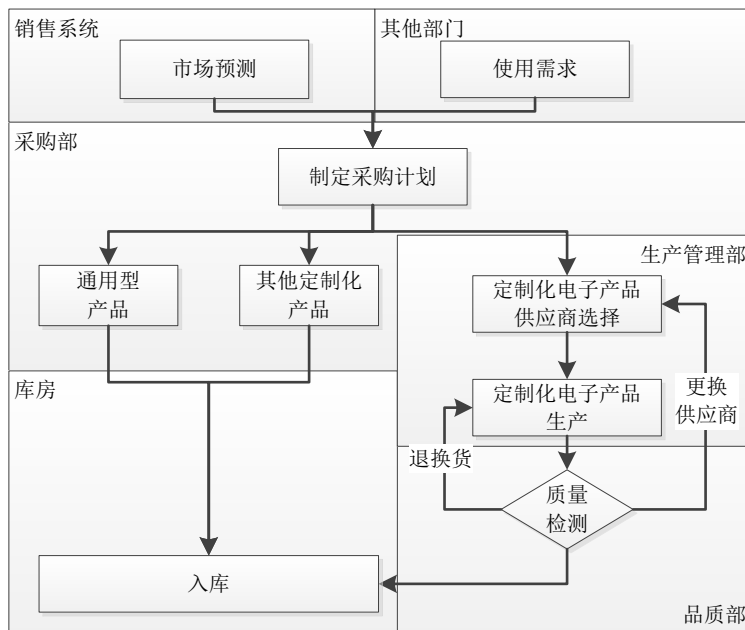 销售系统
其他部门
市场预测
使用需求
采购部
制定采购计划
生产管理部
通用型
产品
其他定制化
产品
定制化电子产品
供应商选择
库房
更换
供应商
定制化电子产品
生产
退换货
质量
检测
入库
品质部